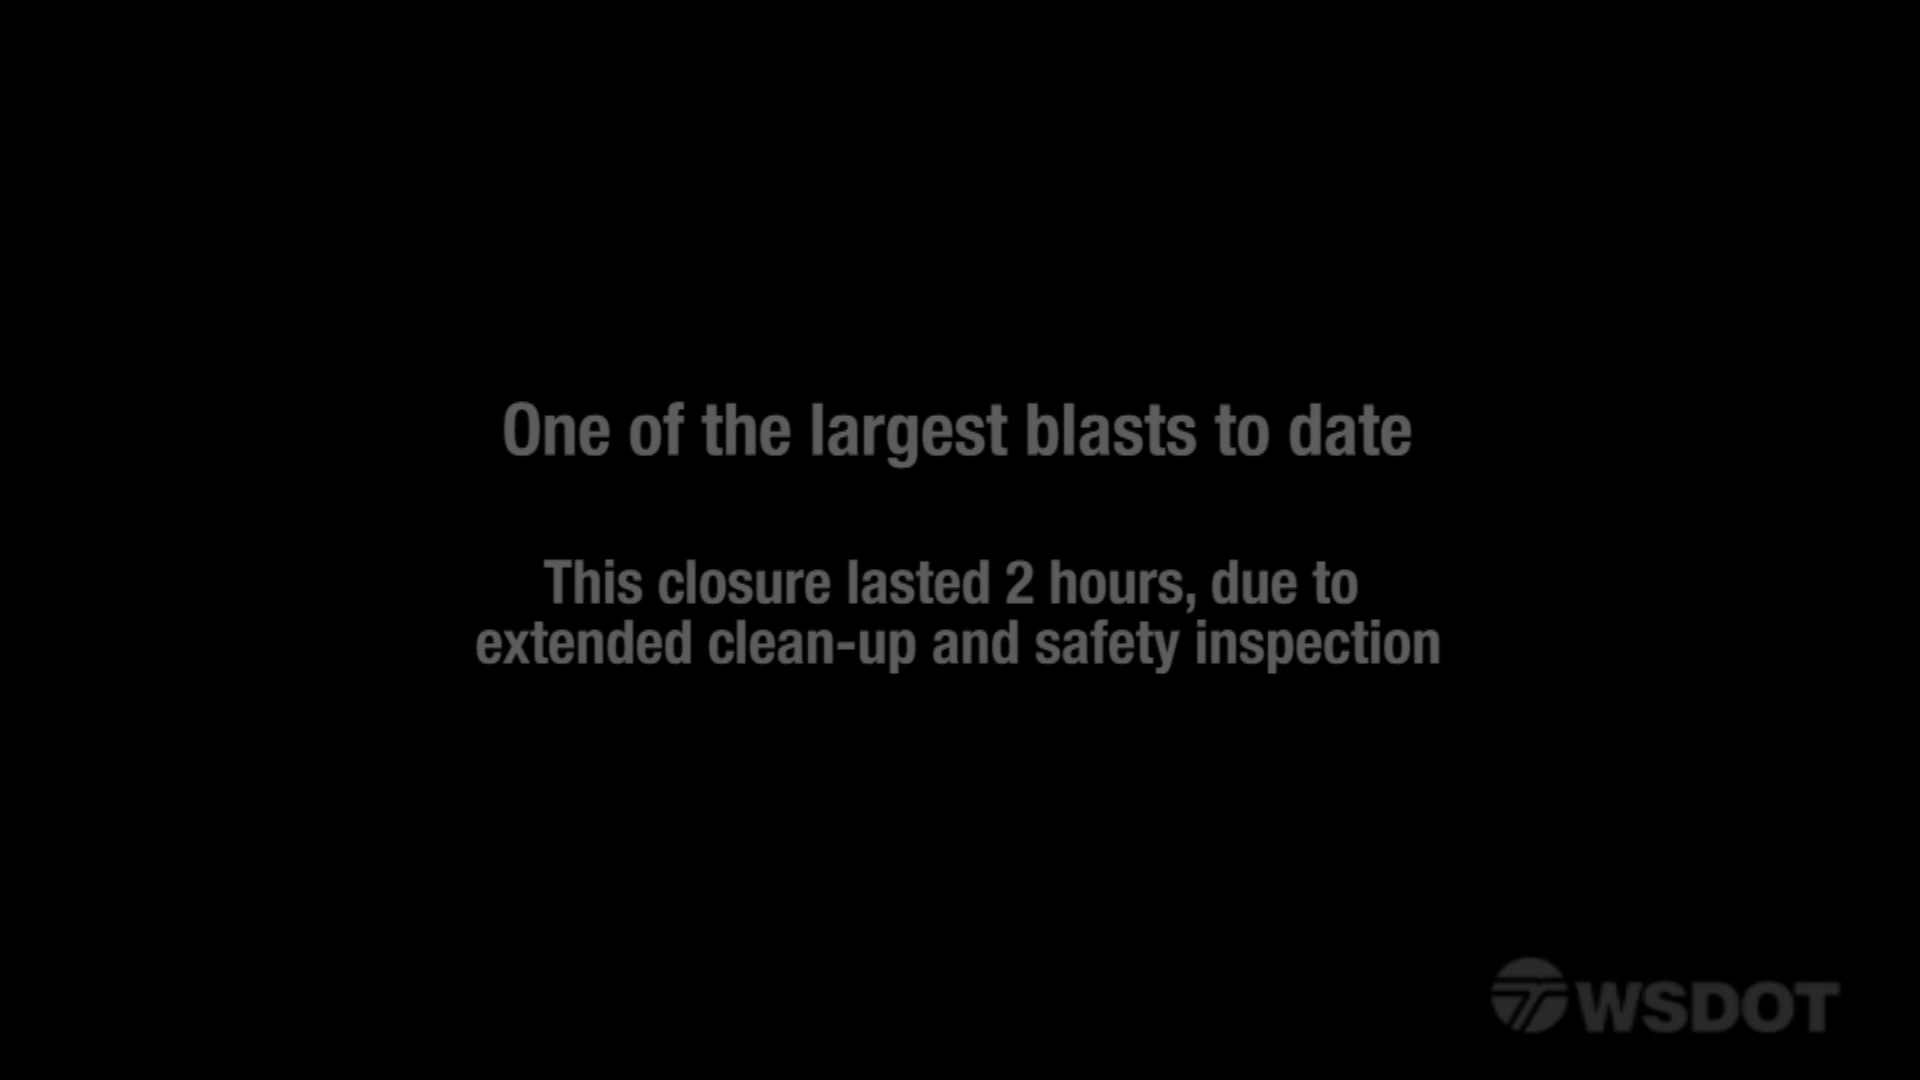 One of the largest blasts to date
This closure lasted 2 hours, due to
extended clean-up and safety inspection
WSDOT